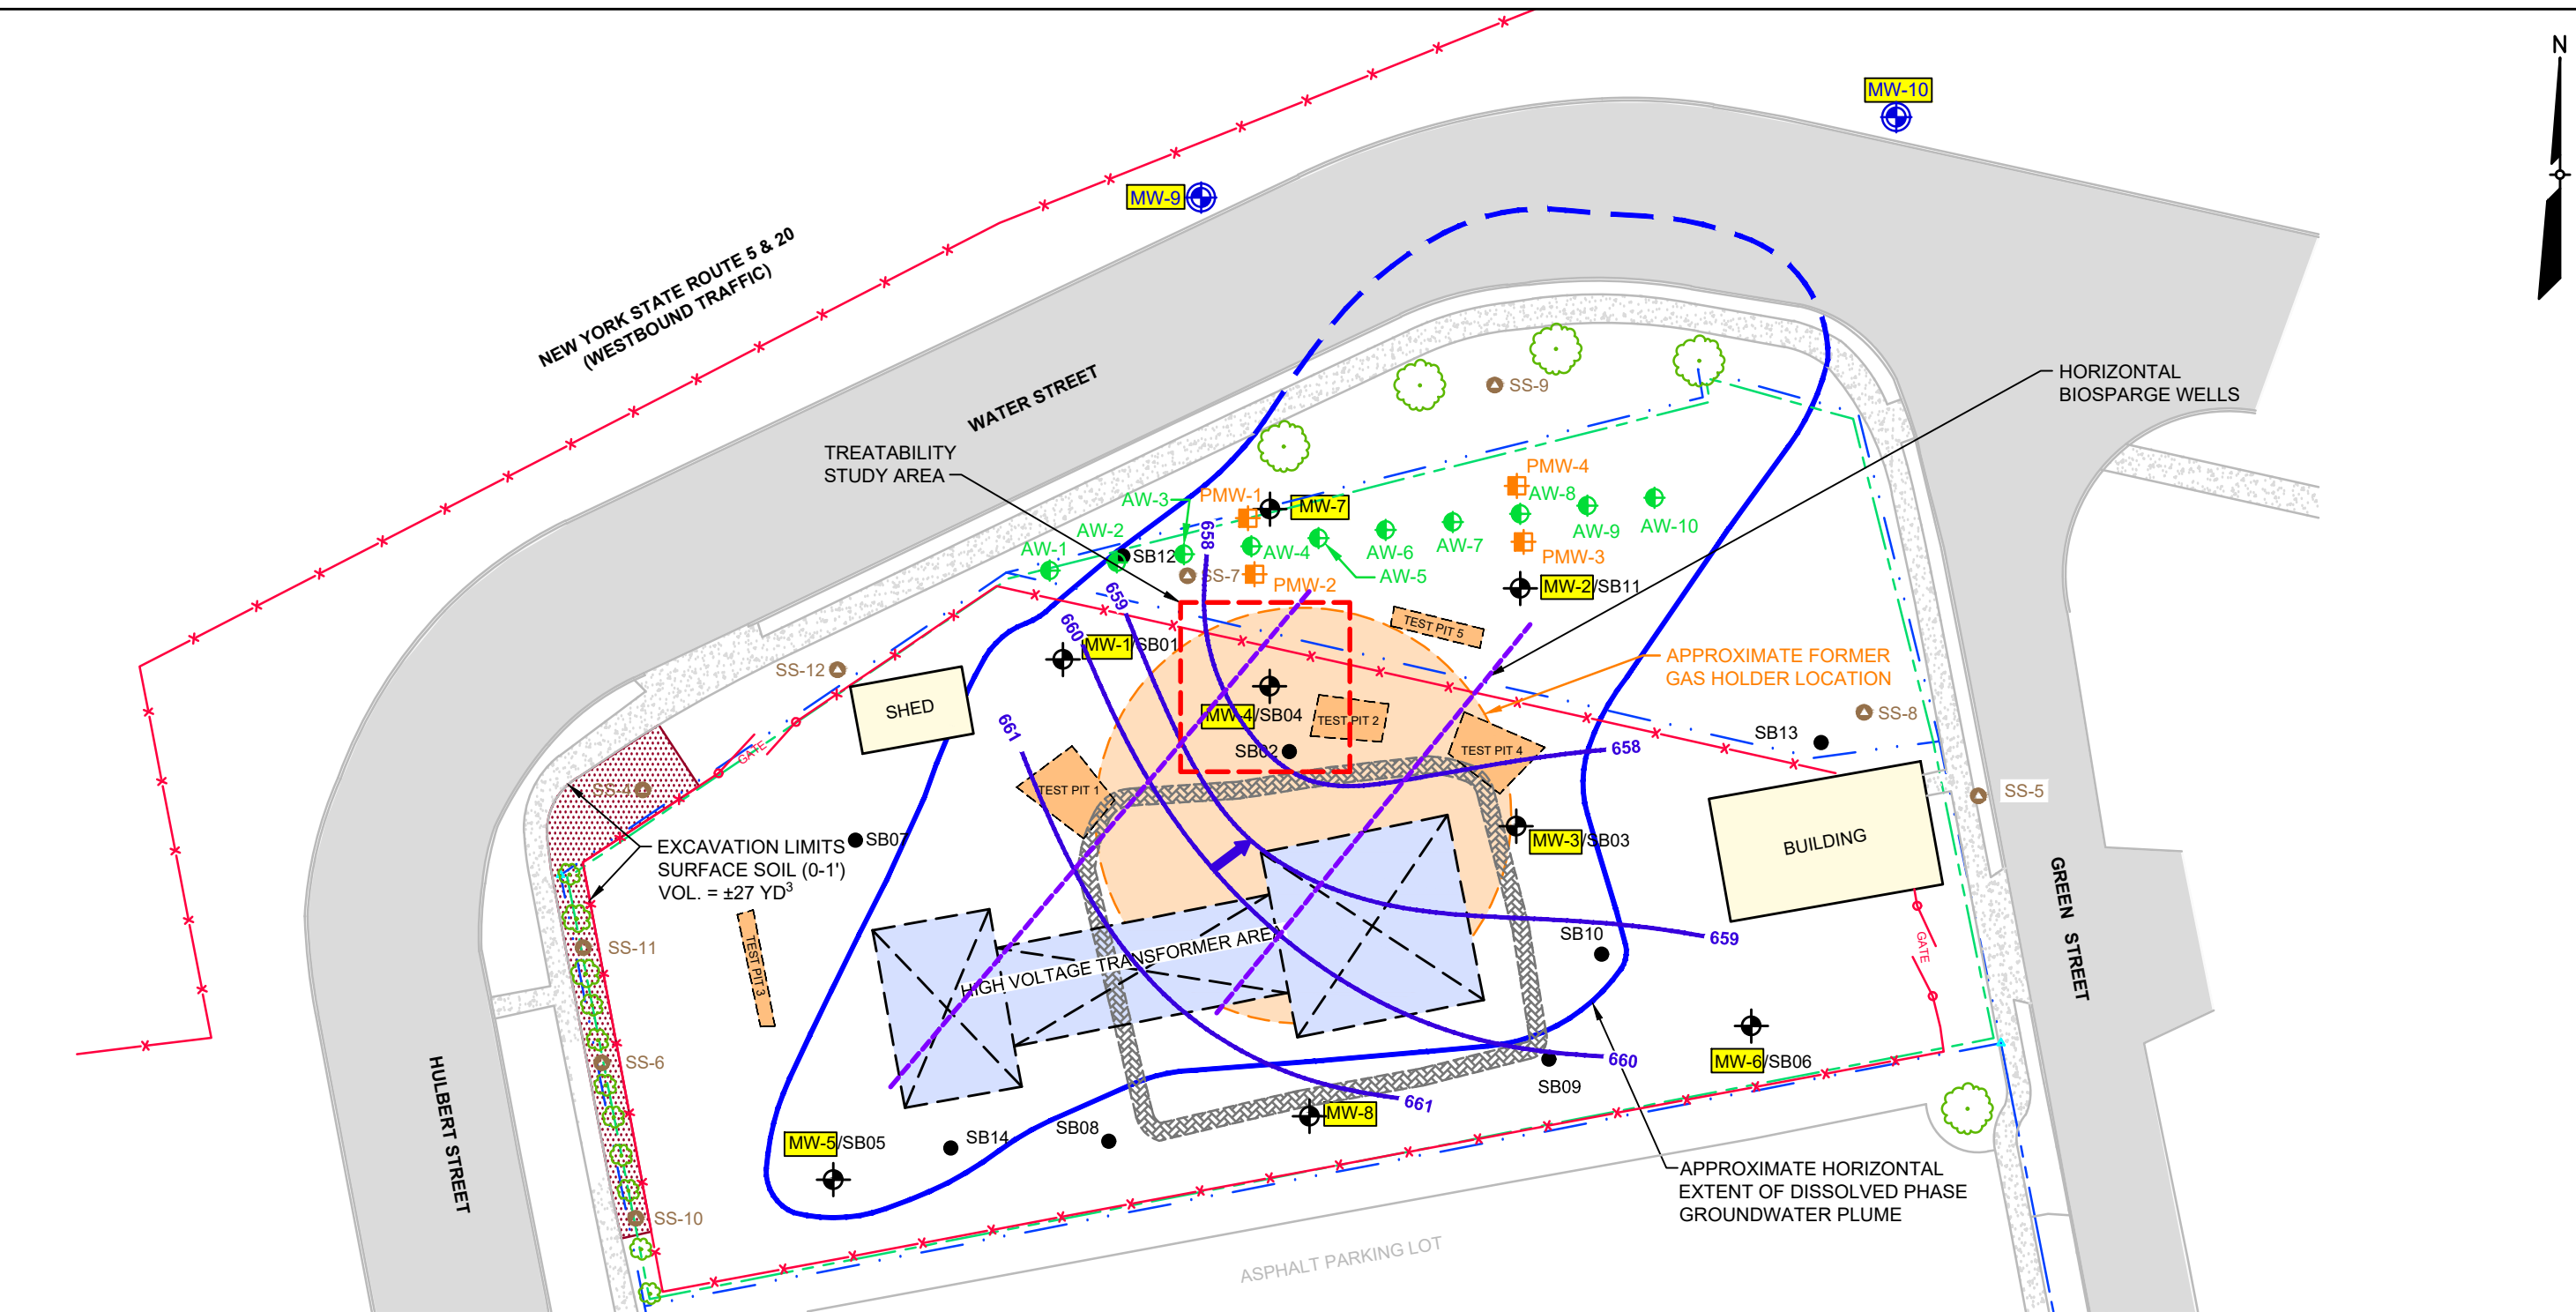 N
MW-10
MW-9
NEW YORK STATE ROUTE 5 & 20
(WESTBOUND TRAFFIC)
WATER STREET
HORIZONTAL
BIOSPARGE WELLS
SS-9
TREATABILITY
STUDY AREA
PMW-4
AW-3
PMW-1
MW-7
AW-8
AW-2
AW-9
AW-10
658
AW-1
SB12
AW-4
AW-6
AW-7
PMW-3
SS-7
PMW-2
AW-5
MW-2/SB11
659
660
TEST PIT 5
MW-1/SB01
APPROXIMATE FORMER
GAS HOLDER LOCATION
SS-12
SHED
MW-4/SB04
TEST PIT 2
SS-8
661
SB02
TEST PIT 4
658
SB13
GATE
SS-4
TEST PIT 1
SS-5
EXCAVATION LIMITS
SURFACE SOIL (0-1')
VOL. = ±27 YD3
SB07
MW-3/SB03
BUILDING
GREEN STREET
SS-11
TEST PIT 3
HIGH VOLTAGE TRANSFORMER AREA
SB10
659
GATE
SS-6
HULBERT STREET
660
MW-6/SB06
SB09
661
MW-8
MW-5/SB05
SB14
SB08
SS-10
APPROXIMATE HORIZONTAL
EXTENT OF DISSOLVED PHASE
GROUNDWATER PLUME
ASPHALT PARKING LOT